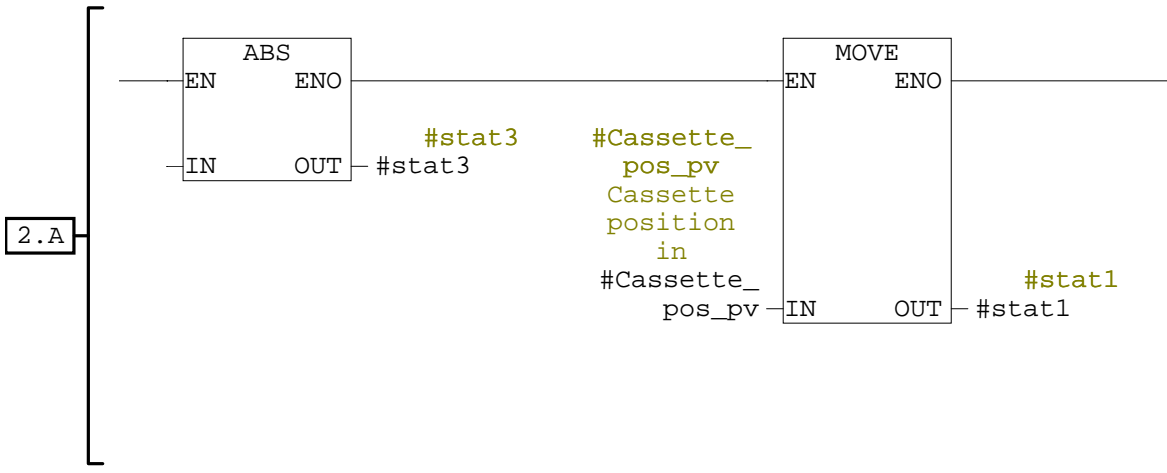 ABS
EN ENO
IN OUT
#stat3
#stat3
2.A
#Cassette_
pos_pv
Cassette
position
in
#Cassette_
pos_pv
MOVE
EN ENO
IN OUT
#stat1
#stat1